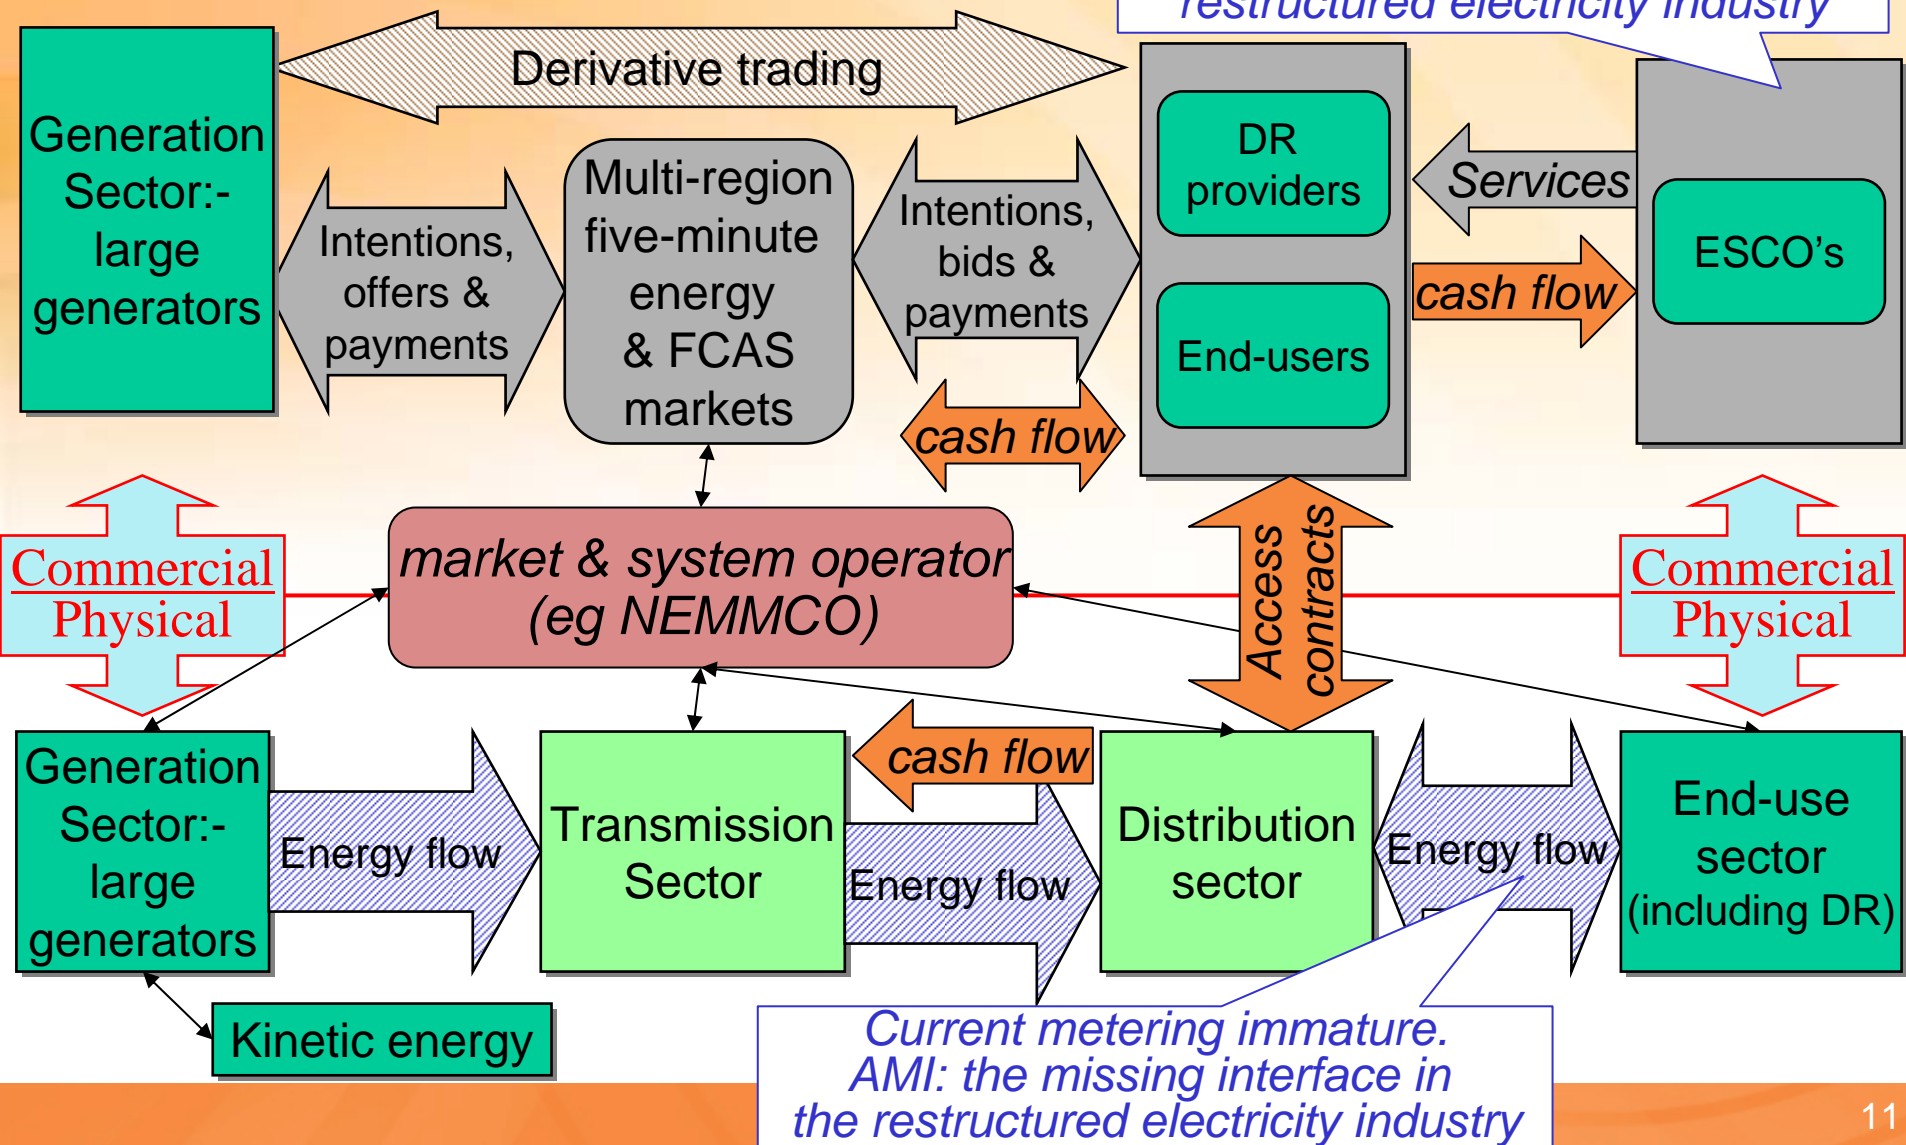 restructured electricity industry
Derivative trading
Generation
Sector:-
large
generators
Intentions,
offers &
payments
Multi-region
five-minute
energy
& FCAS
markets
Intentions,
bids &
payments
cash flow
DR
providers
End-users
Services
cash flow
ESCO's
Commercial
Physical
market & system operator
(eg NEMMCO)
Access
contracts
Commercial
Physical
Generation
Sector:-
large
generators
Energy flow
Transmission
Sector
cash flow
Energy flow
Distribution
sector
Energy flow
End-use
sector
(including DR)
Kinetic energy
Current metering immature.
AMI: the missing interface in
the restructured electricity industry
11